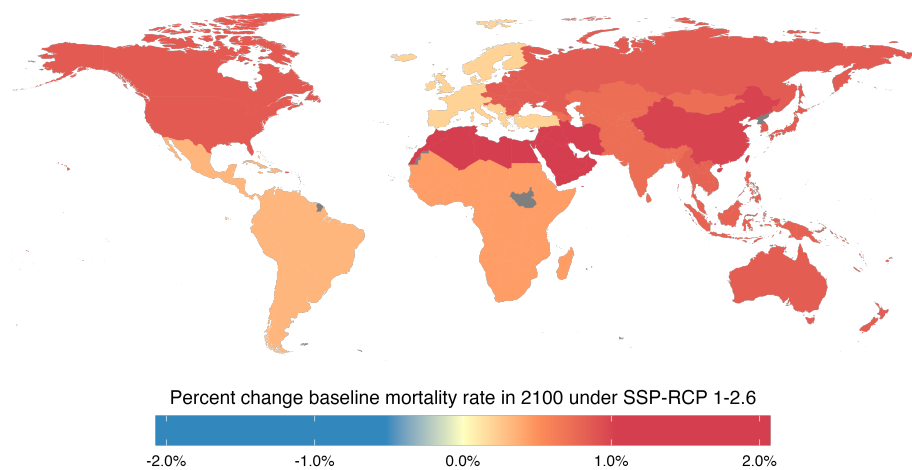 Percent change baseline mortality rate in 2100 under SSP-RCP 1-2.6
-2.0% -1.0% 0.0% 1.0% 2.0%